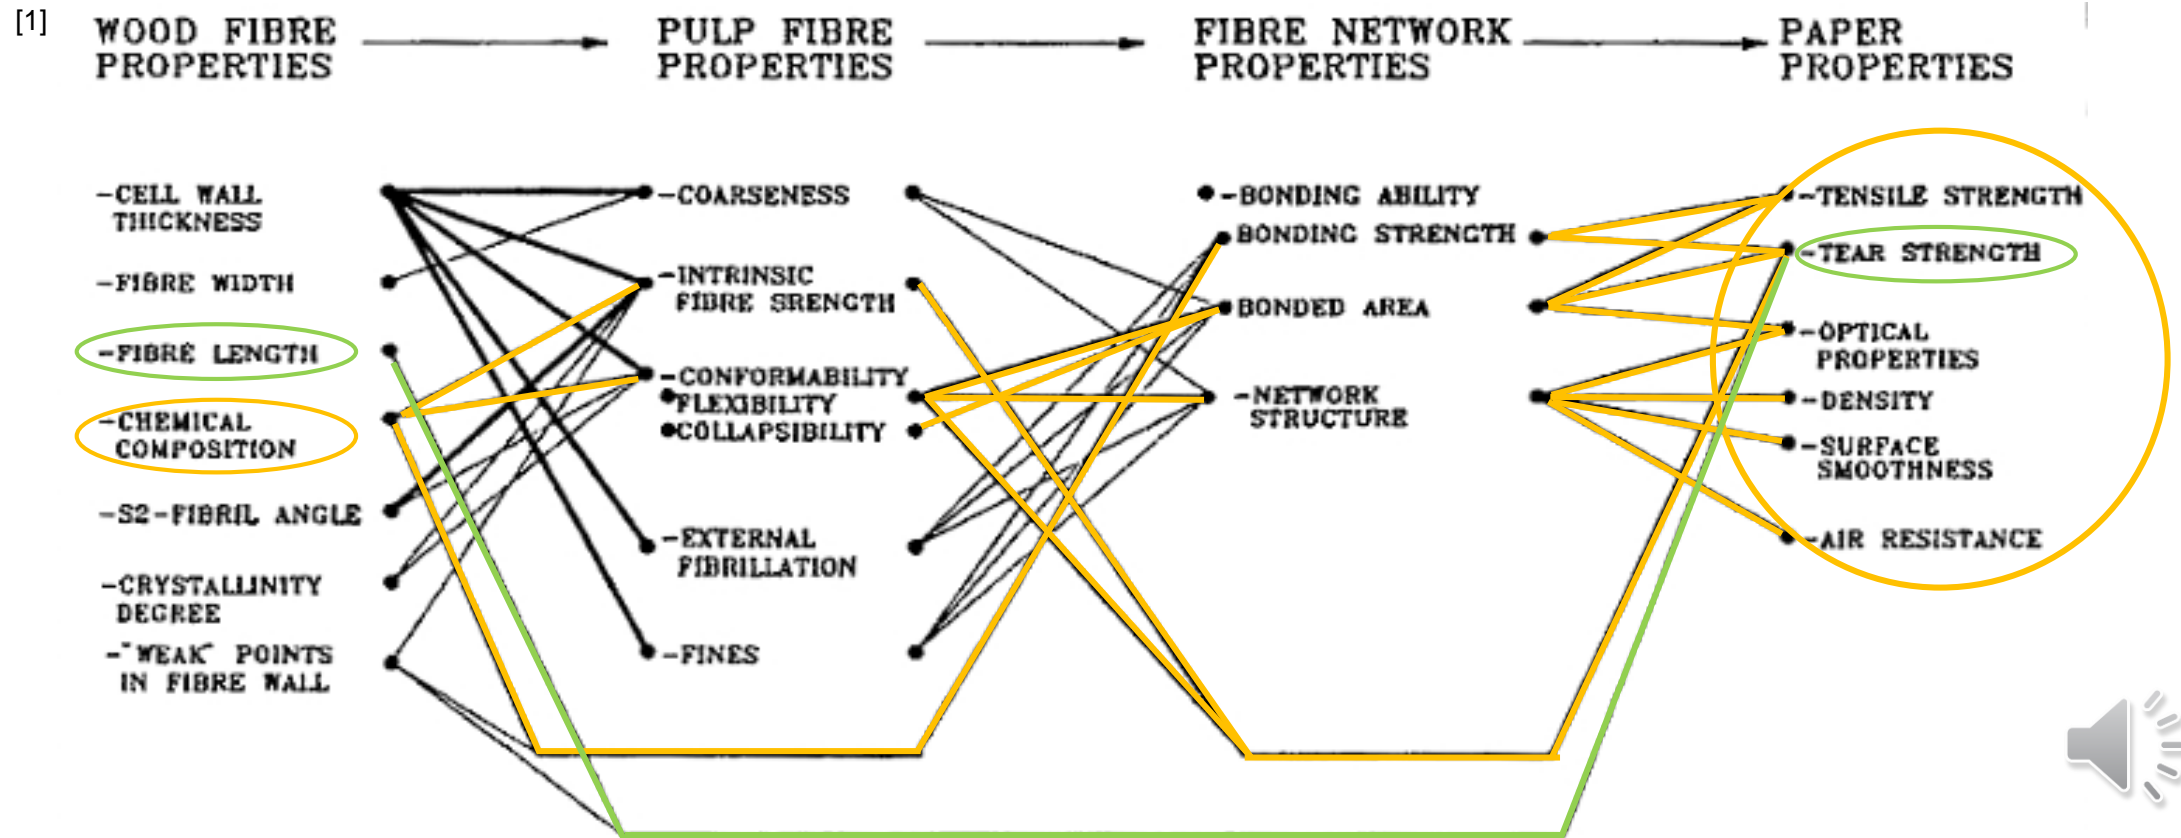 [1]
WOOD FIBRE
PROPERTIES
PULP FIBRE
PROPERTIES
FIBRE NETWORK
PROPERTIES
PAPER
PROPERTIES
-CELL WALL
THICKNESS
-FIBRE WIDTH
-FIBRE LENGTH
-CHEMICAL
COMPOSITION
-S2-FIBRIL ANGLE
-CRYSTALLINITY
DEGREE
-"WEAK" POINTS
IN FIBRE WALL
-COARSENESS
-INTRINSIC
FIBRE SRENGTH
-CONFORMABILITY
•FLEXIBILITY
•COLLAPSIBILITY
-EXTERNAL
FIBRILLATION
-FINES
-BONDING ABILITY
BONDING STRENGTH
BONDED AREA
-NETWORK
STRUCTURE
-TENSILE STRENGTH
-TEAR STRENGTH
-OPTICAL
PROPERTIES
-DENSITY
-SURFACE
SMOOTHNESS
-AIR RESISTANCE